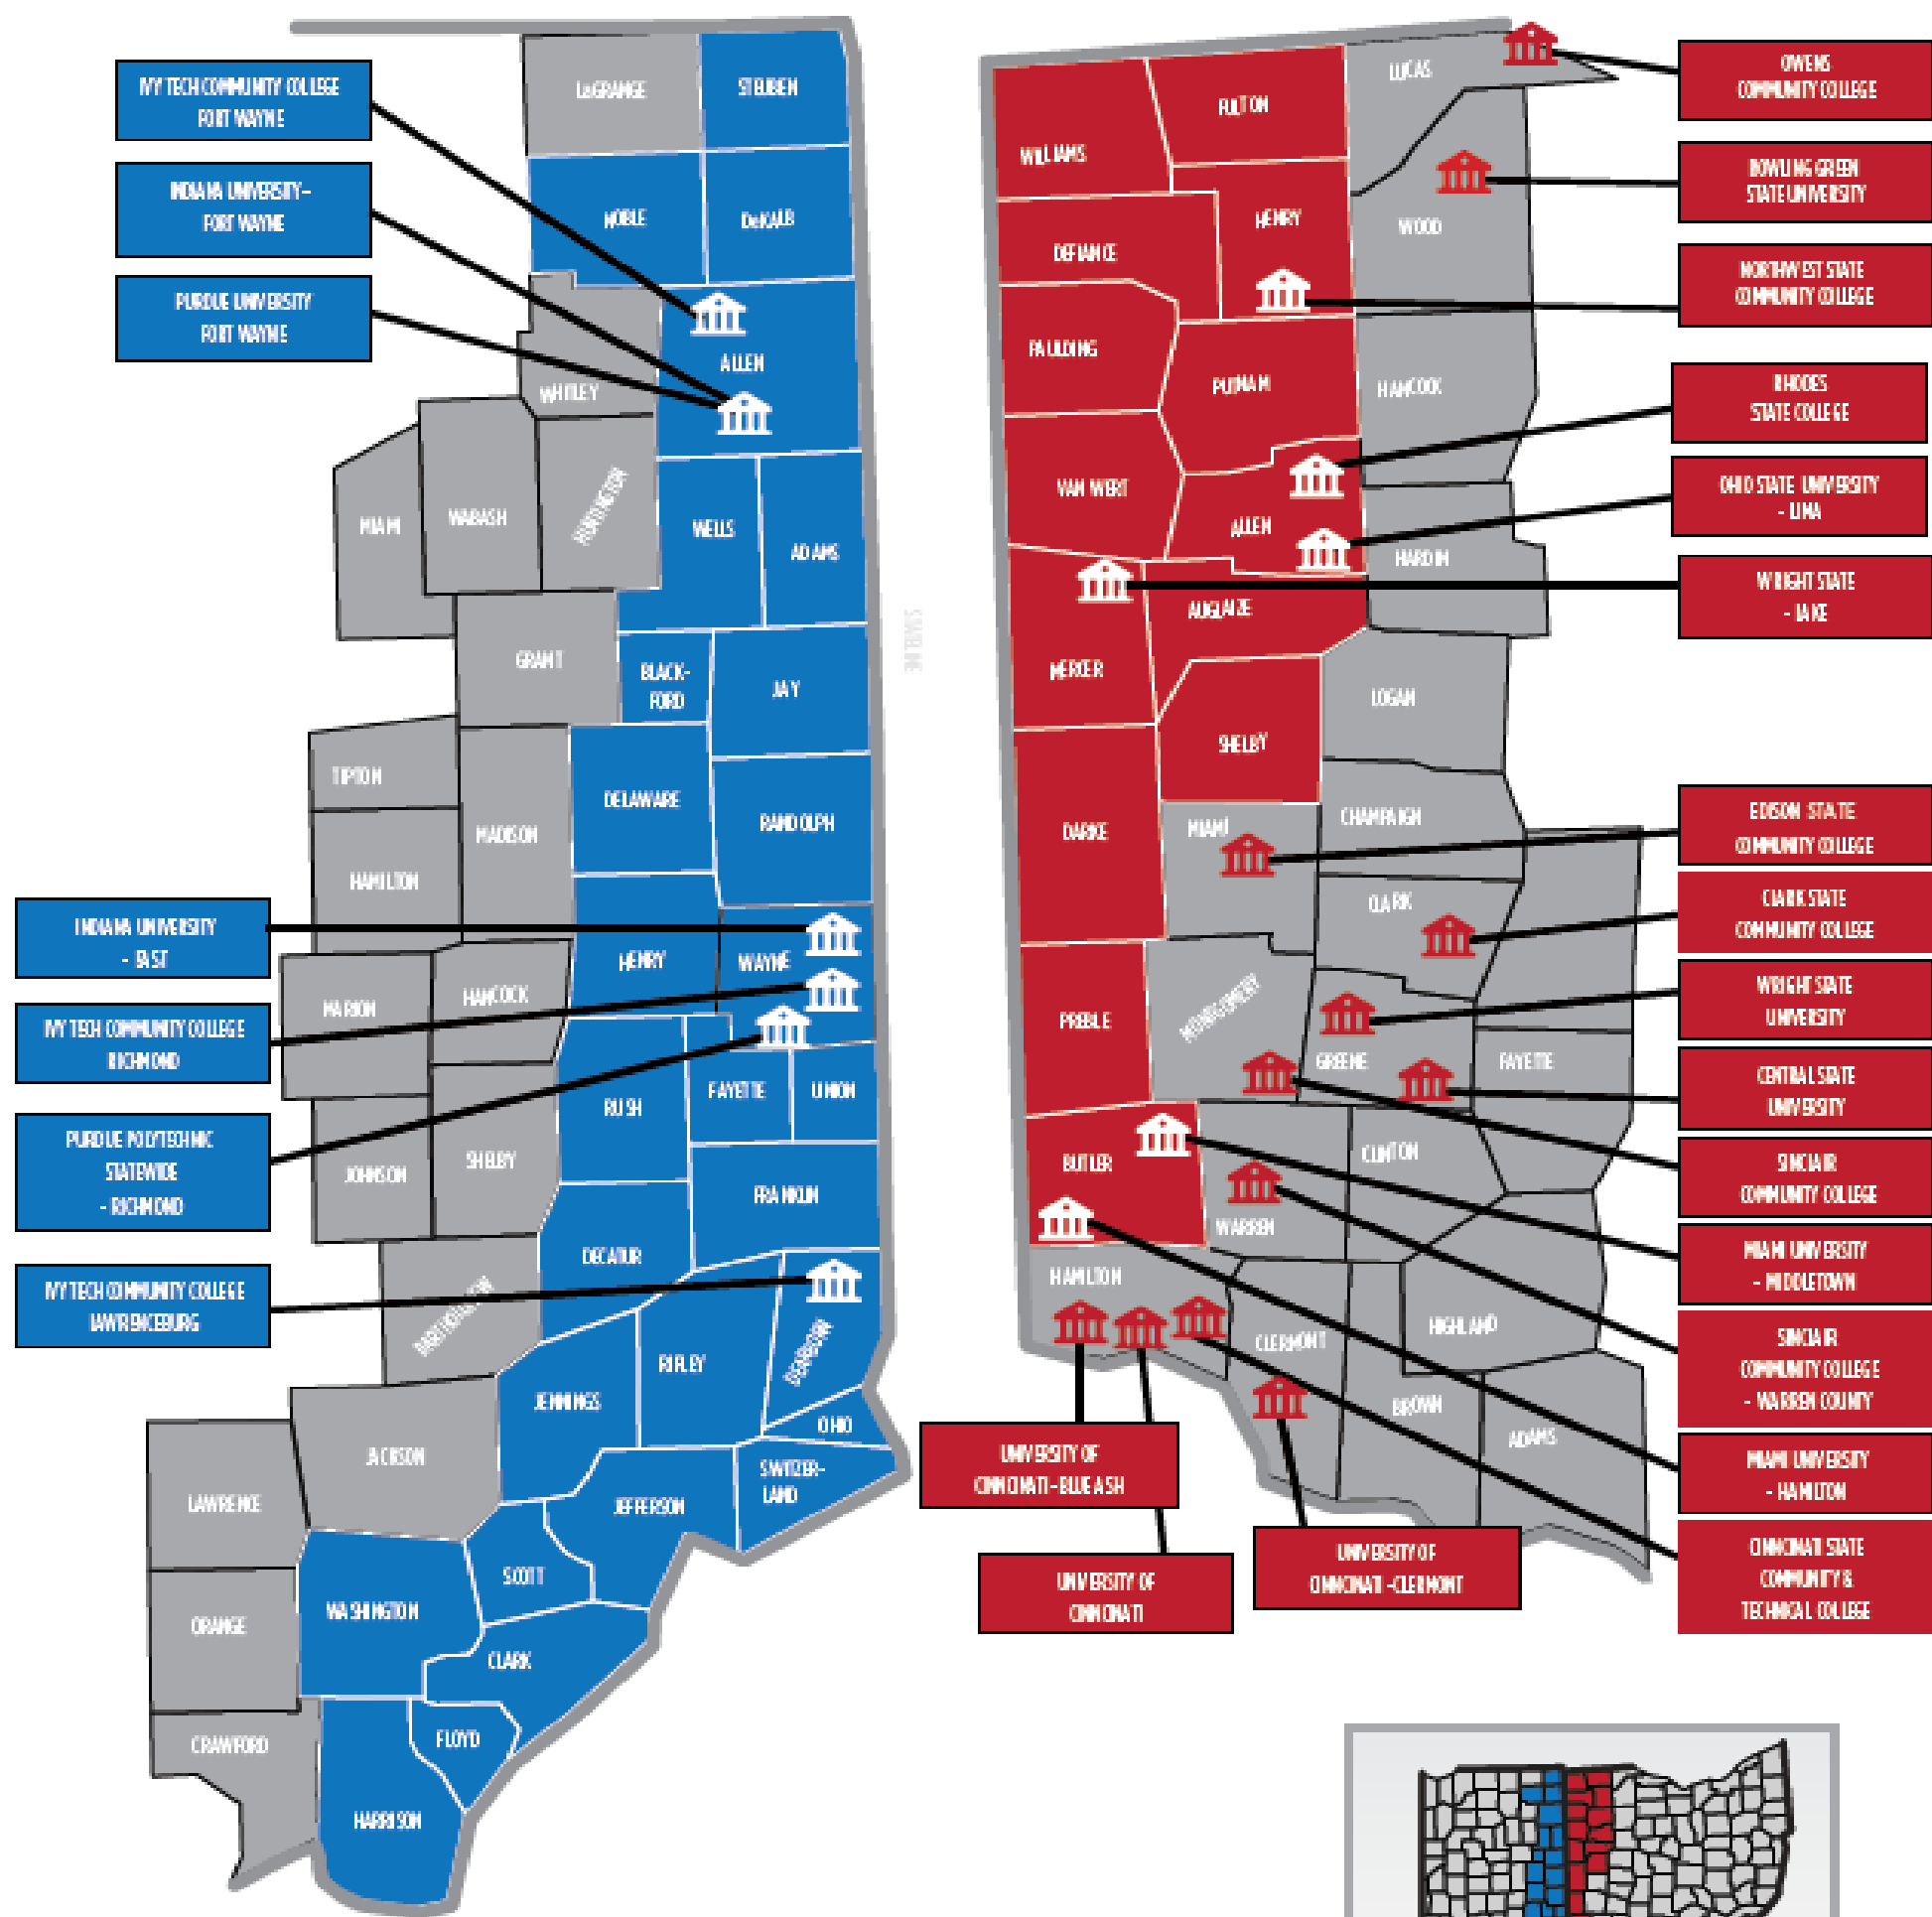 IVY TECH COMMUNITY COLLEGE
FORT WAYNE
INDIANA UNIVERSITY-
FORT WAYNE
PURDUE UNIVERSITY
FORT WAYNE
INDIANA UNIVERSITY
- EAST
IVY TECH COMMUNITY COLLEGE
RICHMOND
PURDUE POLYTECHNIC
STATEWIDE
- RICHMOND
IVY TECH COMMUNITY COLLEGE
LAWRENCEBURG
LaGRANGE
STEUBEN
NOBLE
DeKALB
ALLEN
WHITLEY
MIAMI
WABASH
HUNTINGTON
WELLS
ADAMS
GRANT
BLACK-
FORD
JAY
TIPTON
MADISON
DELAWARE
RANDOLPH
HAMILTON
HENRY
WAYNE
MARION
HANCOCK
RUSH
FAYETTE
UNION
JOHNSON
SHELBY
FRANKLIN
DECATUR
BARTHOLOMEW
RIPLEY
DEARBORN
JENNINGS
OHIO
JACKSON
SWITZER-
LAND
LAWRENCE
JEFFERSON
SCOTT
ORANGE
WASHINGTON
CLARK
CRAWFORD
FLOYD
HARRISON
STATELINE
WILLIAMS
FULTON
LUCAS
DEFIANCE
HENRY
WOOD
PAULDING
PUTNAM
HANCOCK
VAN WERT
ALLEN
HARDIN
MERCER
AUGLAIZE
LOGAN
SHELBY
DARKE
MIAMI
CHAMPAIGN
CLARK
PREBLE
MONTGOMERY
GREENE
FAYETTE
BUTLER
WARREN
CLINTON
HAMILTON
CLERMONT
HIGHLAND
BROWN
ADAMS
OWENS
COMMUNITY COLLEGE
BOWLING GREEN
STATE UNIVERSITY
NORTHWEST STATE
COMMUNITY COLLEGE
RHODES
STATE COLLEGE
OHIO STATE UNIVERSITY
- LIMA
WRIGHT STATE
- LAKE
EDISON STATE
COMMUNITY COLLEGE
CLARK STATE
COMMUNITY COLLEGE
WRIGHT STATE
UNIVERSITY
CENTRAL STATE
UNIVERSITY
SINCLAIR
COMMUNITY COLLEGE
MIAMI UNIVERSITY
- MIDDLETOWN
SINCLAIR
COMMUNITY COLLEGE
- WARREN COUNTY
MIAMI UNIVERSITY
- HAMILTON
CINCINNATI STATE
COMMUNITY &
TECHNICAL COLLEGE
UNIVERSITY OF
CINNCINATI-BLUE ASH
UNIVERSITY OF
CINNCINATI
UNIVERSITY OF
CINNCINATI-CLERMONT